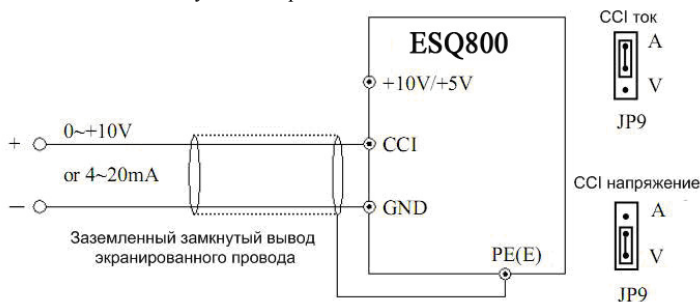 ESQ800
+10V/+5V
+ 0~+10V
CCI
or 4~20mA
− GND
Заземленный замкнутый вывод
экранированного провода
PE(E)
CCI ток
A
V
JP9
CCI напряжение
A
V
JP9